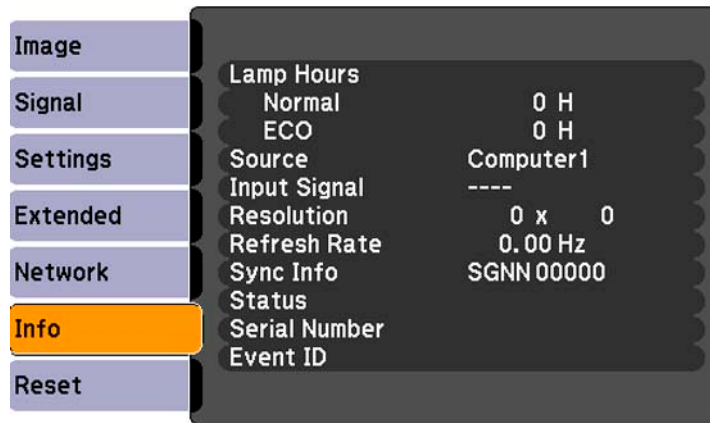 Image
Signal
Settings
Extended
Network
Info
Reset
Lamp Hours
Normal 0 H
ECO 0 H
Source Computer1
Input Signal ----
Resolution 0 x 0
Refresh Rate 0.00 Hz
Sync Info SGNN 00000
Status
Serial Number
Event ID